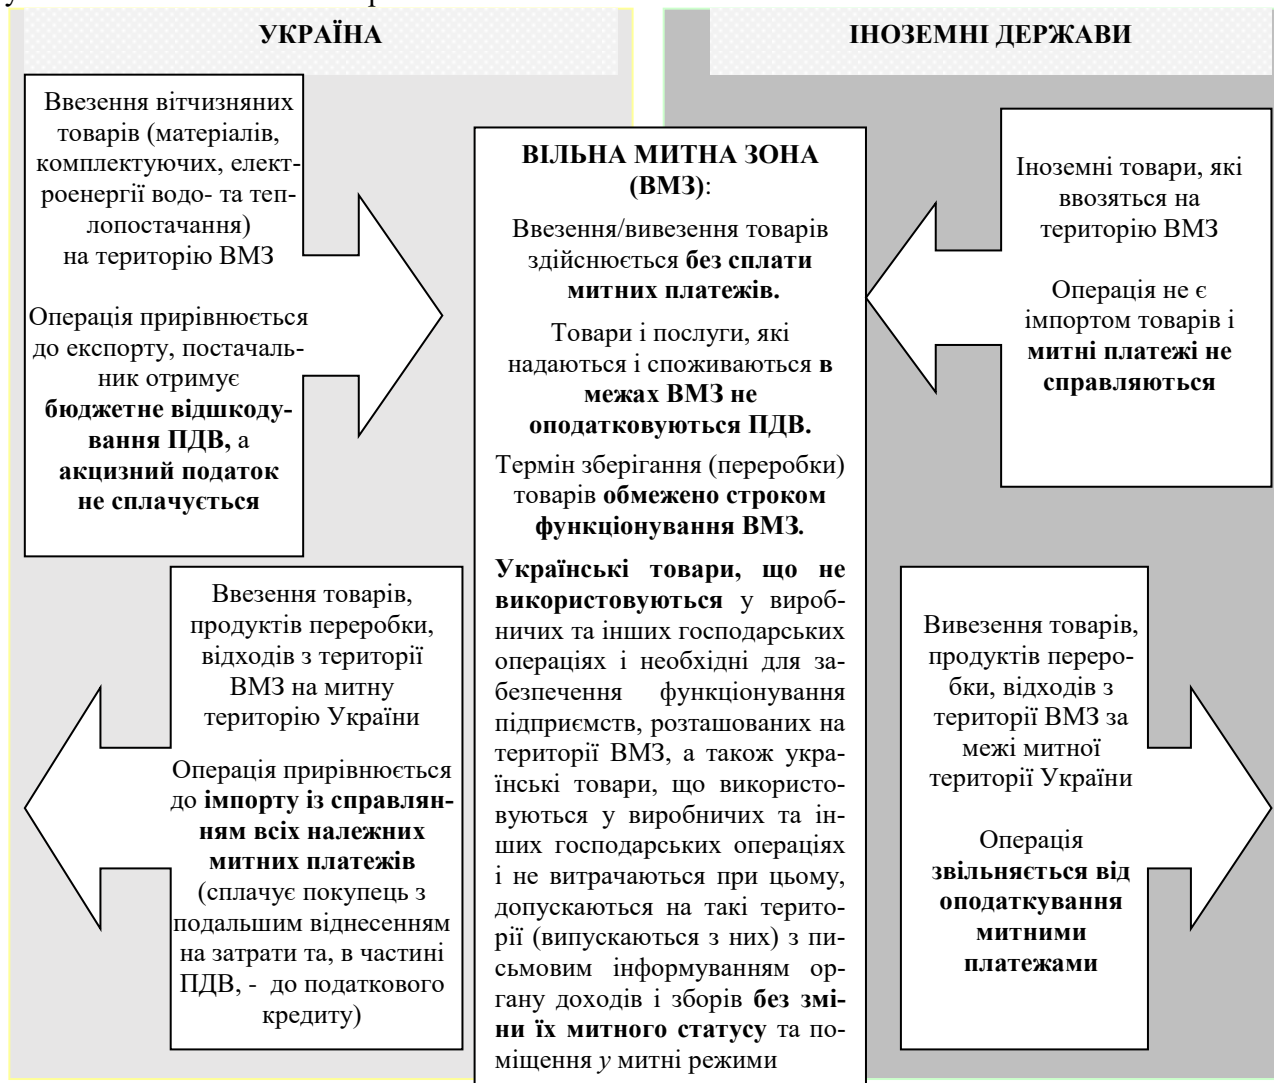 УКРАЇНА
ІНОЗЕМНІ ДЕРЖАВИ
Ввезення вітчизняних
товарів (матеріалів,
комплектуючих, елект-
роенергії водо- та теп-
лопостачання)
на територію ВМЗ
Операція прирівнюється
до експорту, постачаль-
ник отримує
бюджетне відшкоду-
вання ПДВ, а
акцизний податок
не сплачується
Ввезення товарів,
продуктів переробки,
відходів з території
ВМЗ на митну
територію України
Операція прирівнюється
до імпорту із справлян-
ням всіх належних
митних платежів
(сплачує покупець з
подальшим віднесенням
на затрати та, в частині
ПДВ, - до податкового
кредиту)
ВІЛЬНА МИТНА ЗОНА
(ВМЗ):
Ввезення/вивезення товарів
здійснюється без сплати
митних платежів.
Товари і послуги, які
надаються і споживаються в
межах ВМЗ не
оподатковуються ПДВ.
Термін зберігання (переробки)
товарів обмежено строком
функціонування ВМЗ.
Українські товари, що не
використовуються у вироб-
ничих та інших господарських
операціях і необхідні для за-
безпечення функціонування
підприємств, розташованих на
території ВМЗ, а також укра-
їнські товари, що використо-
вуються у виробничих та ін-
ших господарських операціях
і не витрачаються при цьому,
допускаються на такі терито-
рії (випускаються з них) з пи-
сьмовим інформуванням ор-
гану доходів і зборів без змі-
ни їх митного статусу та по-
міщення у митні режими
Іноземні товари, які
ввозяться на
територію ВМЗ
Операція не є
імпортом товарів і
митні платежі не
справляються
Вивезення товарів,
продуктів переро-
бки, відходів з
території ВМЗ за
межі митної
території України
Операція
звільняється від
оподаткування
митними
платежами